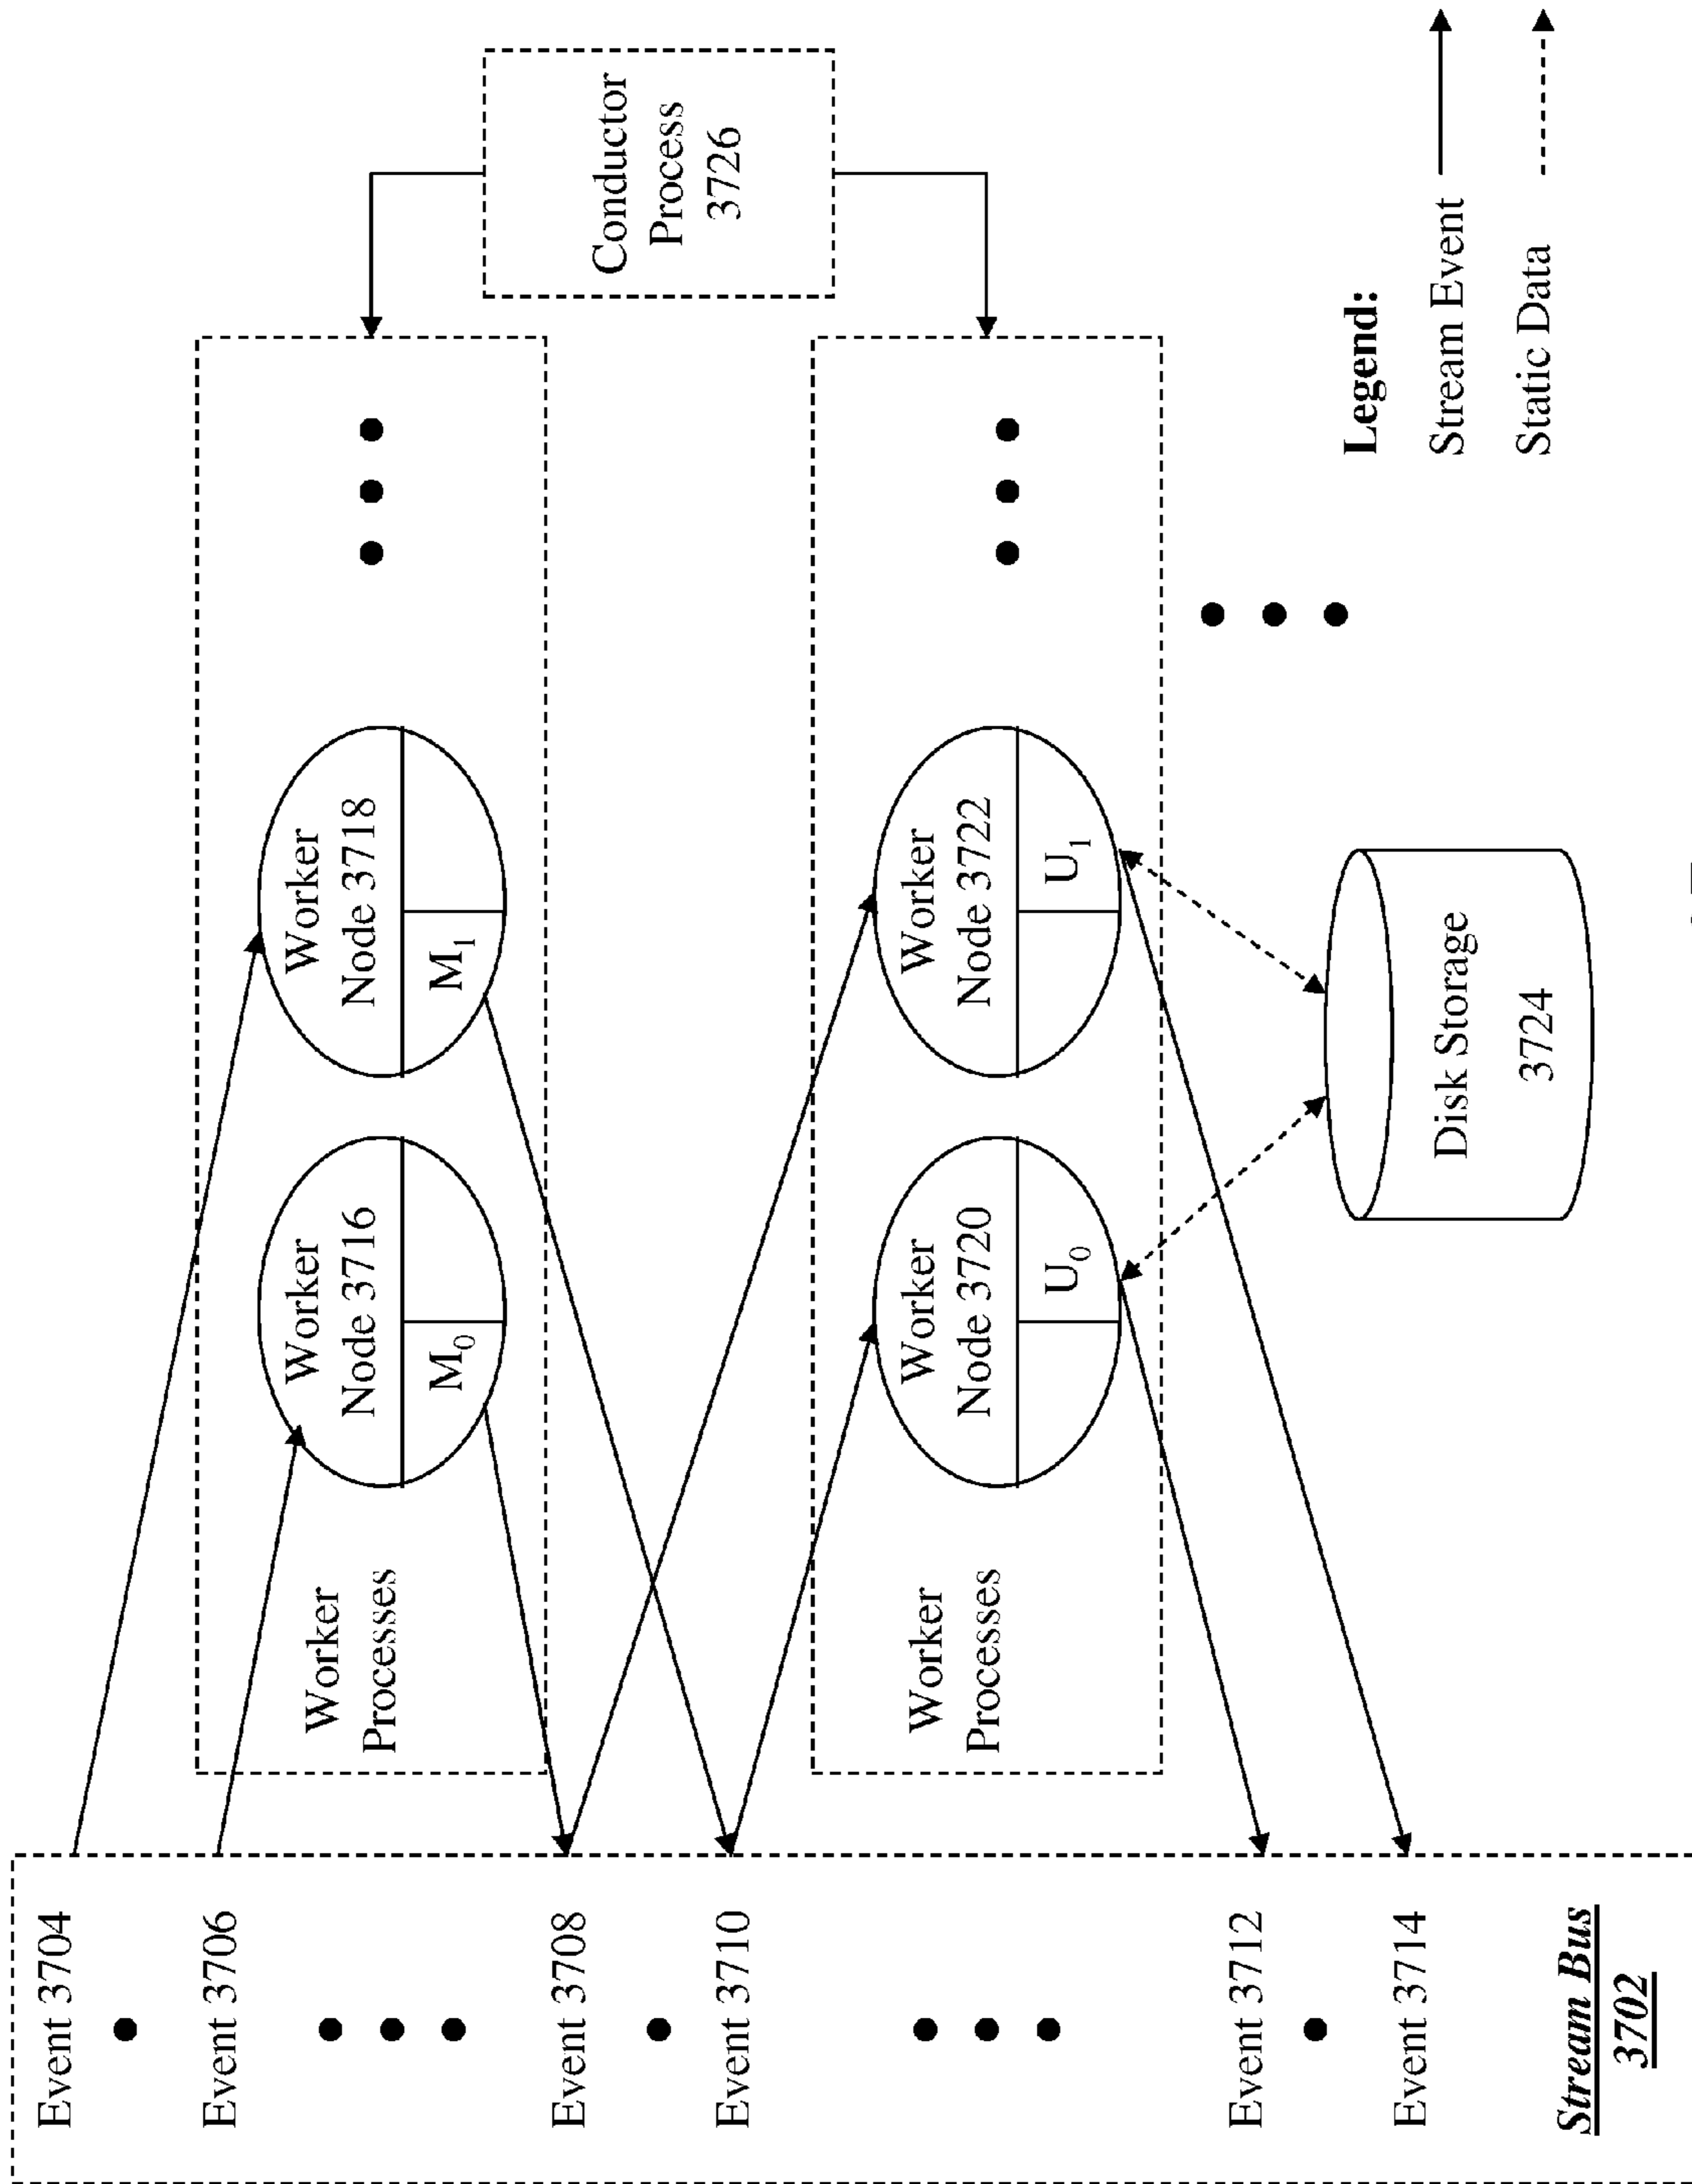 Event 3704
Event 3706
Event 3708
Event 3710
Event 3712
Event 3714
Stream Bus
3702
Worker
Processes
Worker
Node 3716
M0
Worker
Node 3718
M1
Worker
Processes
Worker
Node 3720
U0
Worker
Node 3722
U1
Disk Storage
3724
Conductor
Process
3726
Legend:
Stream Event
Static Data